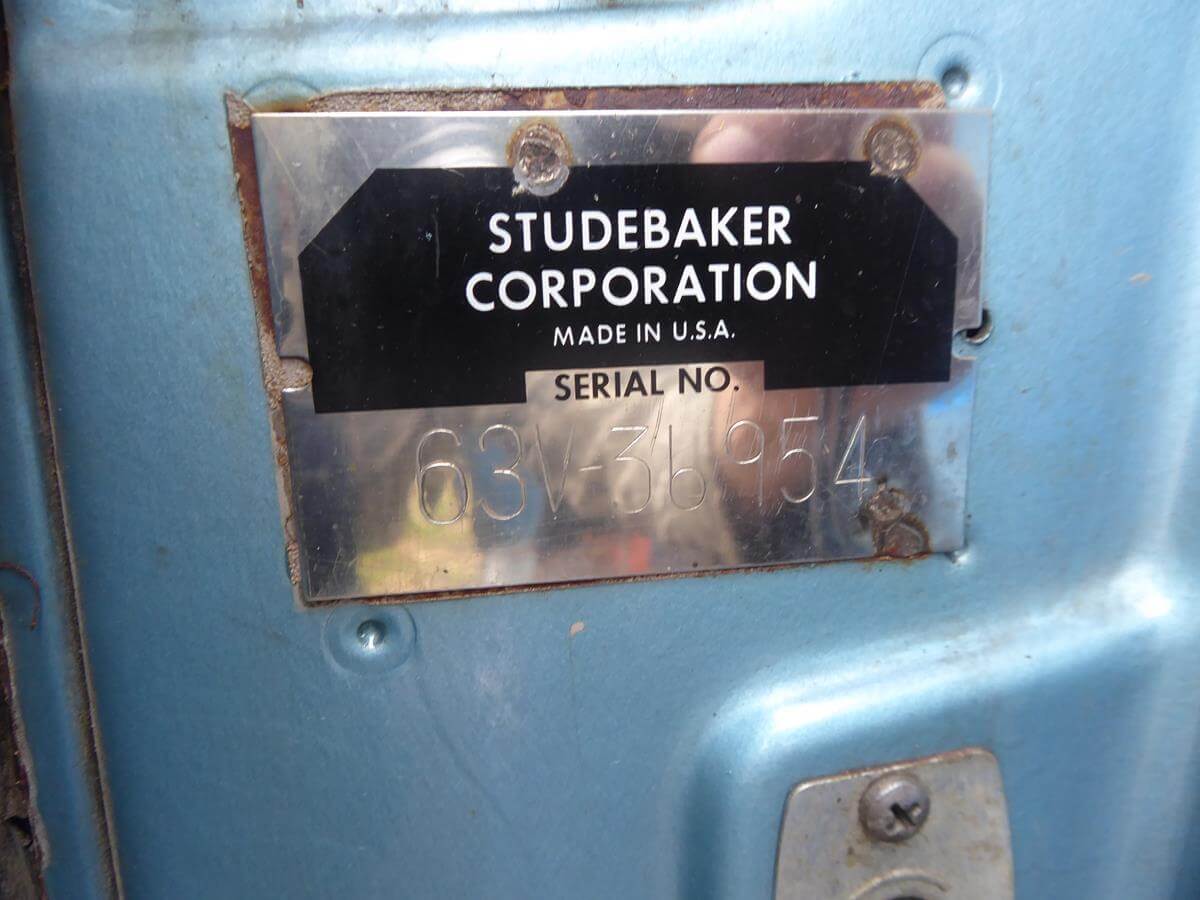 STUDEBAKER
CORPORATION
MADE IN U.S.A.
SERIAL NO.
63V-36954